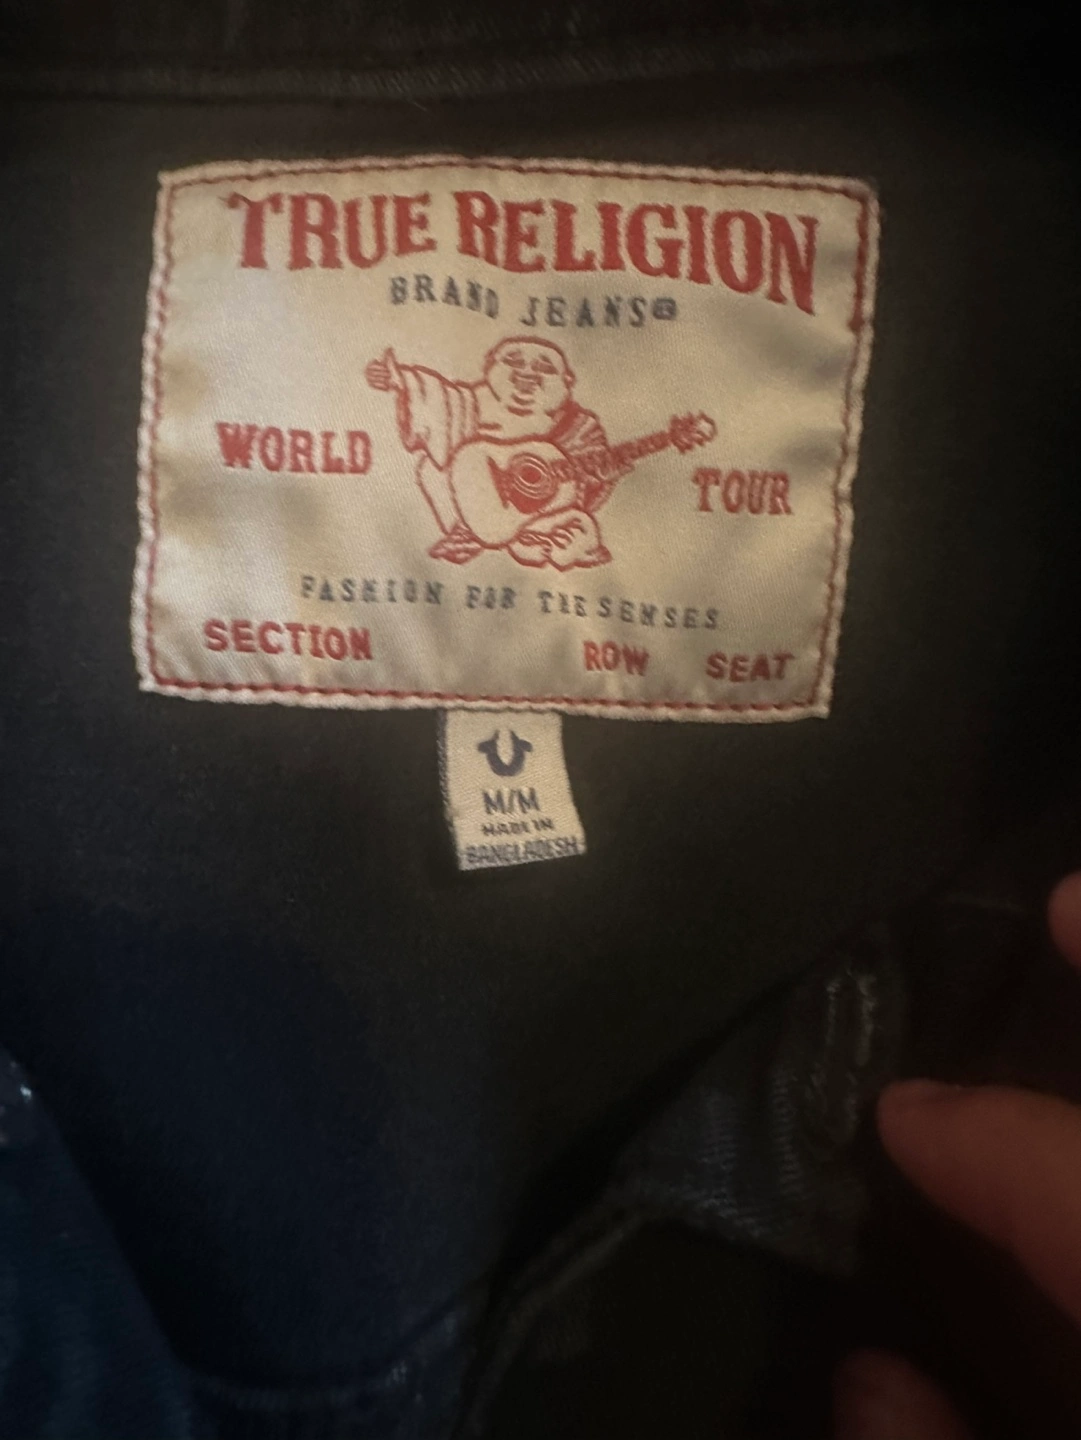 TRUE RELIGION
BRAND JEANS®
WORLD TOUR
FASHION FOR THE SENSES
SECTION ROW SEAT
M/M
MADE IN
BANGLADESH